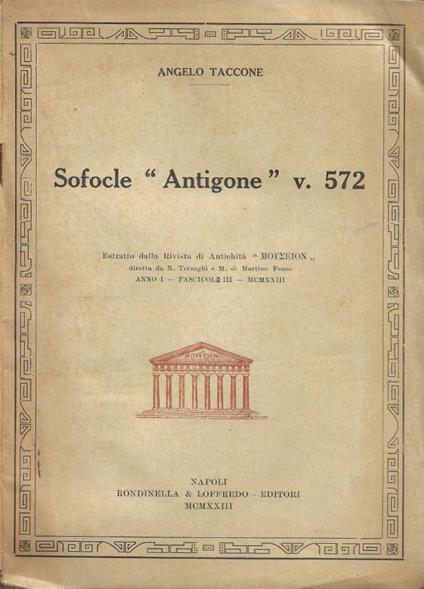 ANGELO TACCONE
Sofocle “ Antigone ” v. 572
Estratto dalla Rivista di Antichità “ ΜΟΥΣΕΙΟΝ „
diretta da N. Terzaghi e M. di Martino Fusco
ANNO I — FASCICOLO III — MCMXXIII
ΜΟΥΣΕΙΟΝ
NAPOLI
RONDINELLA & LOFFREDO - EDITORI
MCMXXIII